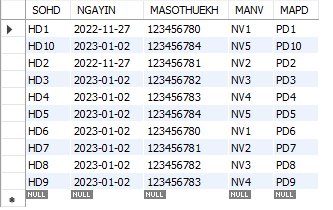 SOHD NGAYIN MASOTHUEKH MANV MAPD
HD1 2022-11-27 123456780 NV1 PD1
HD10 2023-01-02 123456784 NV5 PD10
HD2 2022-11-27 123456781 NV2 PD2
HD3 2023-01-02 123456782 NV3 PD3
HD4 2023-01-02 123456783 NV4 PD4
HD5 2023-01-02 123456784 NV5 PD5
HD6 2023-01-02 123456780 NV1 PD6
HD7 2023-01-02 123456781 NV2 PD7
HD8 2023-01-02 123456782 NV3 PD8
HD9 2023-01-02 123456783 NV4 PD9
NULL NULL NULL NULL NULL